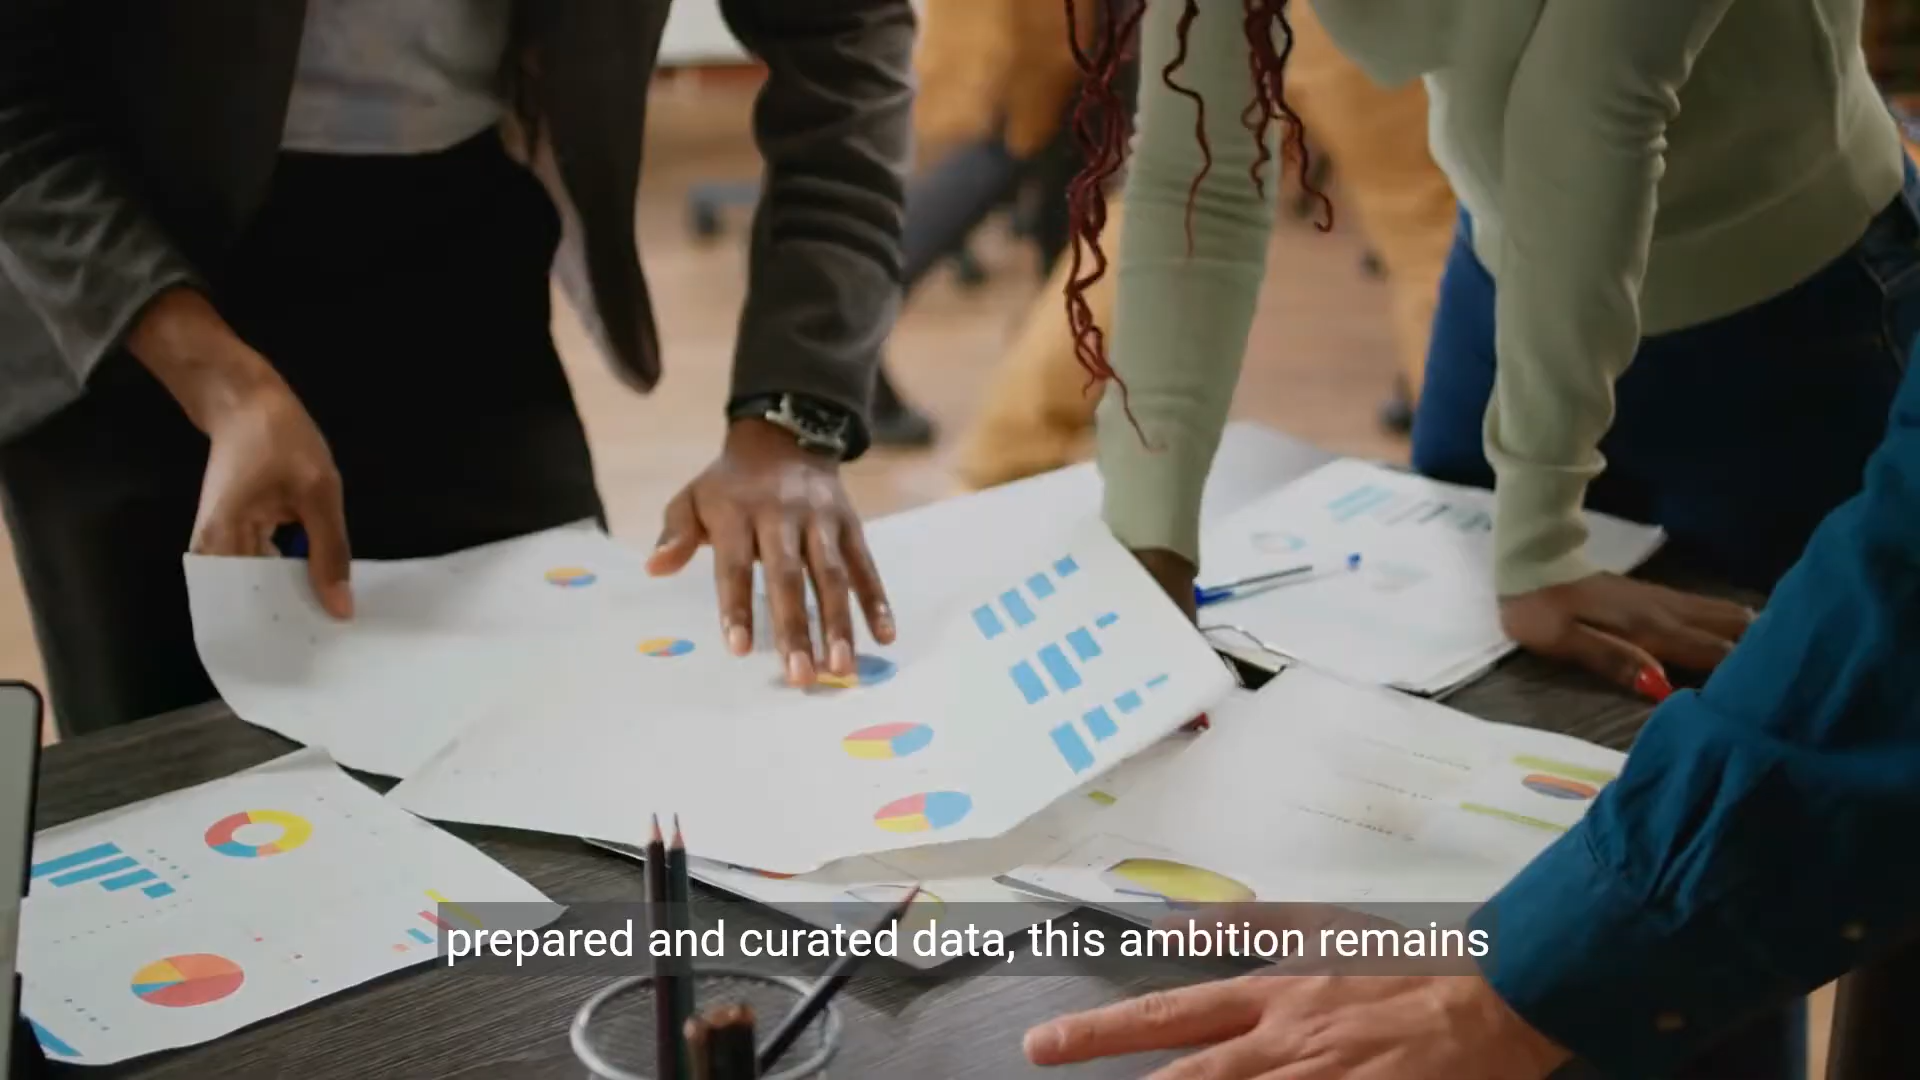 prepared and curated data, this ambition remains